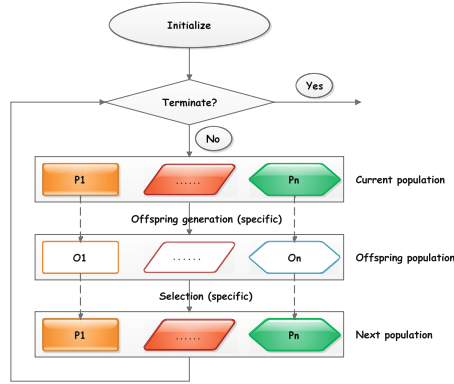 Initialize
Terminate?
Yes
No
P1
......
Pn
Current population
Offspring generation (specific)
O1
......
On
Offspring population
Selection (specific)
P1
......
Pn
Next population